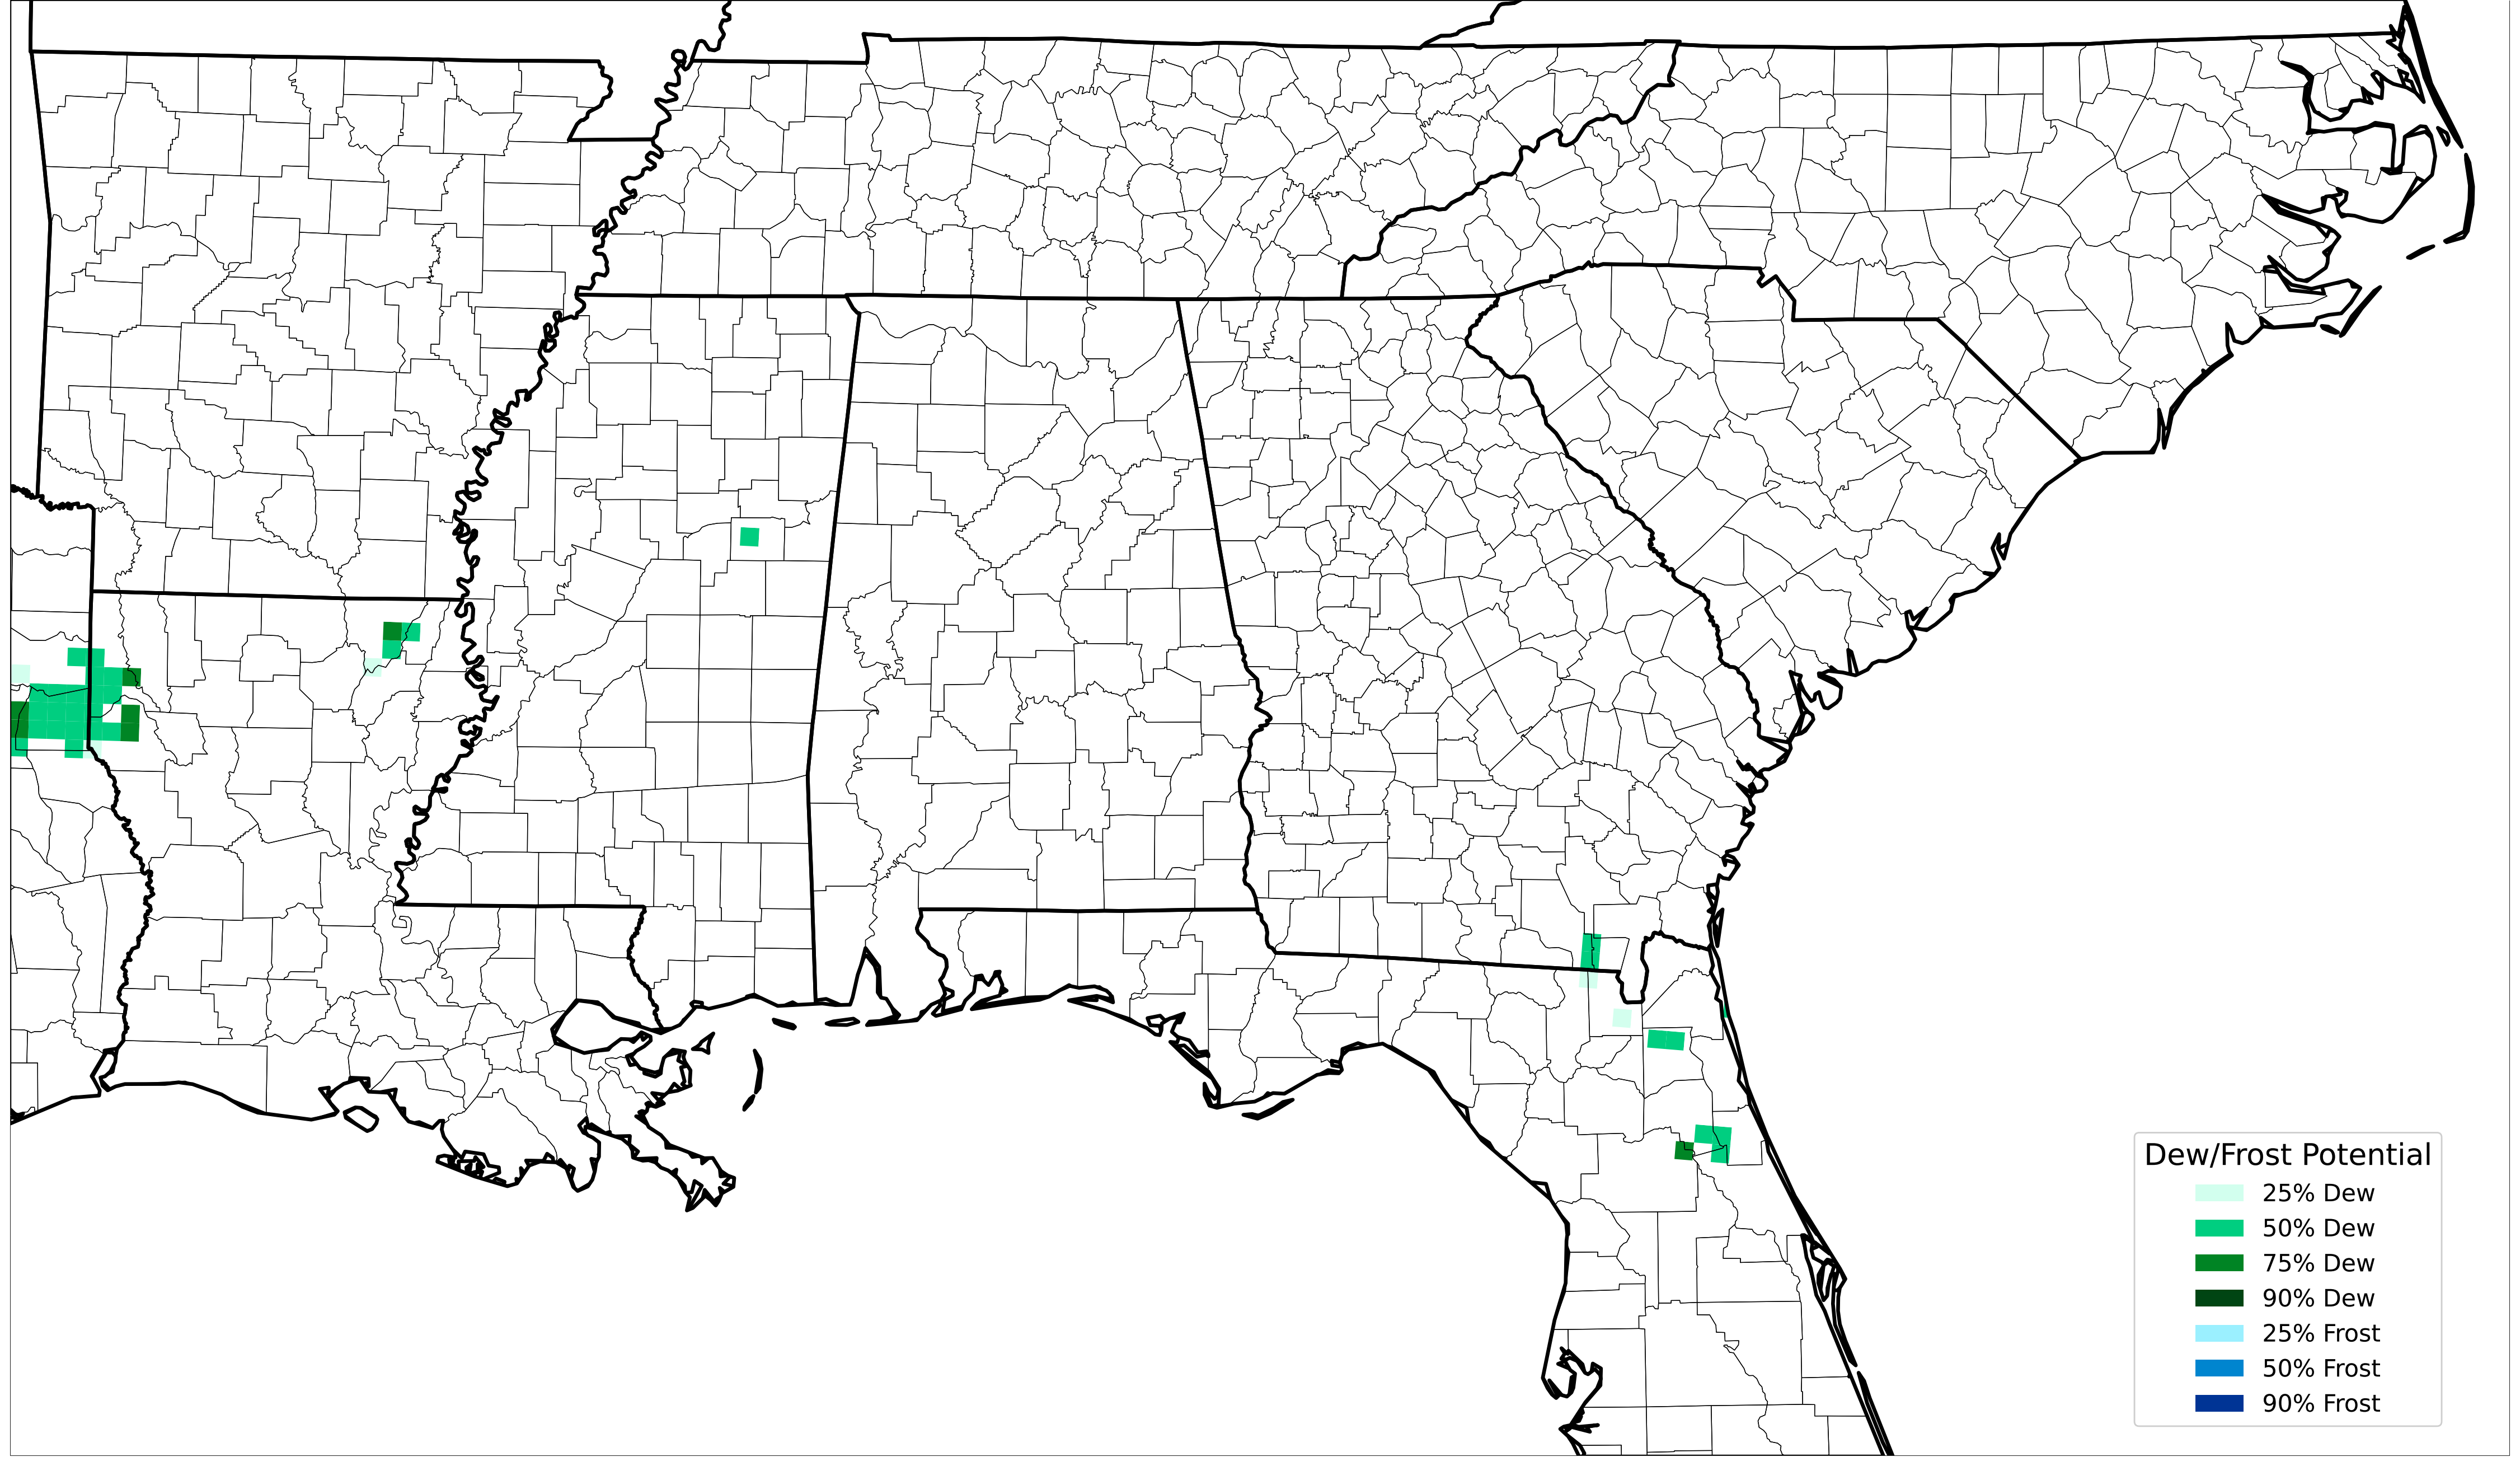 Dew/Frost Potential
25% Dew
50% Dew
75% Dew
90% Dew
25% Frost
50% Frost
90% Frost